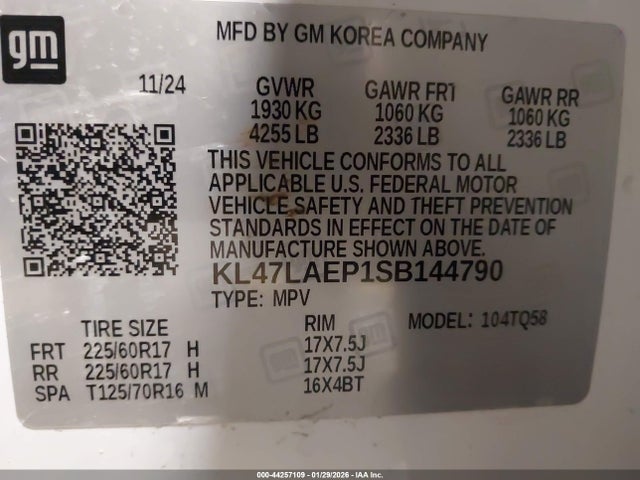 gm
MFD BY GM KOREA COMPANY
11/24
GVWR GAWR FRT GAWR RR
1930 KG 1060 KG 1060 KG
4255 LB 2336 LB 2336 LB
THIS VEHICLE CONFORMS TO ALL
APPLICABLE U.S. FEDERAL MOTOR
VEHICLE SAFETY AND THEFT PREVENTION
STANDARDS IN EFFECT ON THE DATE OF
MANUFACTURE SHOWN ABOVE.
KL47LAEP1SB144790
TYPE: MPV
TIRE SIZE RIM MODEL: 104TQ58
FRT 225/60R17 H 17X7.5J
RR 225/60R17 H 17X7.5J
SPA T125/70R16 M 16X4BT
000-44257109 - 01/29/2026 - IAA Inc.